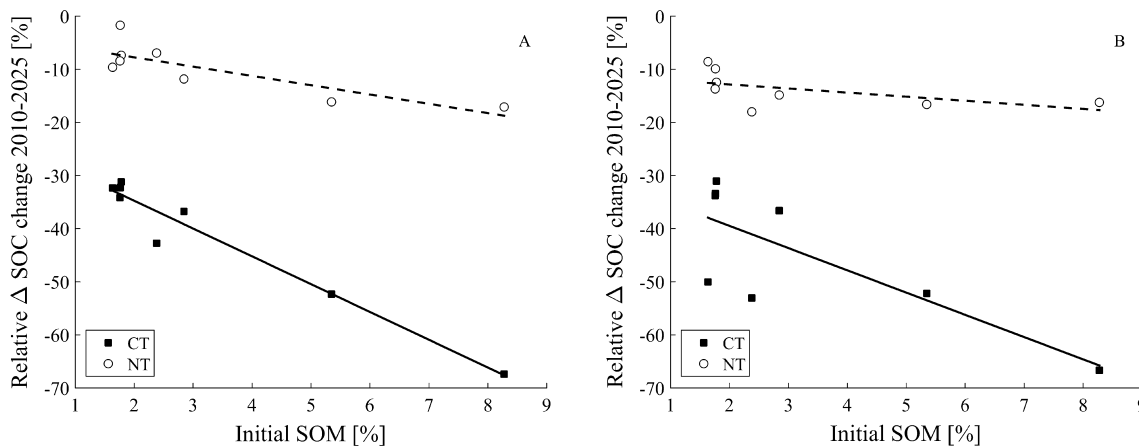 A
Relative Δ SOC change 2010-2025 [%]
0
-10
-20
-30
-40
-50
-60
-70
CT
NT
1 2 3 4 5 6 7 8 9
Initial SOM [%]
B
Relative Δ SOC change 2010-2025 [%]
0
-10
-20
-30
-40
-50
-60
-70
CT
NT
1 2 3 4 5 6 7 8 9
Initial SOM [%]